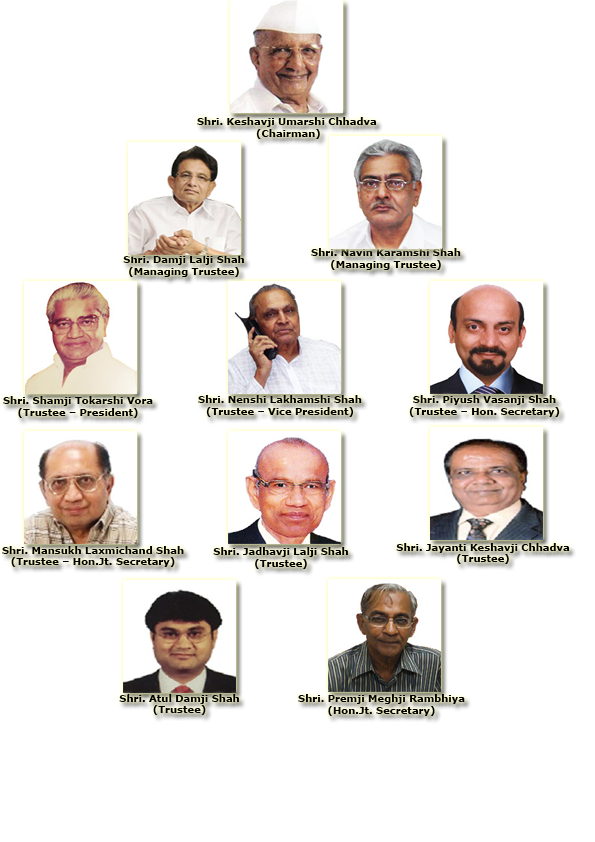 Shri. Keshavji Umarshi Chhadva
(Chairman)
Shri. Damji Lalji Shah
(Managing Trustee)
Shri. Navin Karamshi Shah
(Managing Trustee)
Shri. Shamji Tokarshi Vora
(Trustee – President)
Shri. Nenshi Lakhamshi Shah
(Trustee – Vice President)
Shri. Piyush Vasanji Shah
(Trustee – Hon. Secretary)
Shri. Mansukh Laxmichand Shah
(Trustee – Hon.Jt. Secretary)
Shri. Jadhavji Lalji Shah
(Trustee)
Shri. Jayanti Keshavji Chhadva
(Trustee)
Shri. Atul Damji Shah
(Trustee)
Shri. Premji Meghji Rambhiya
(Hon.Jt. Secretary)